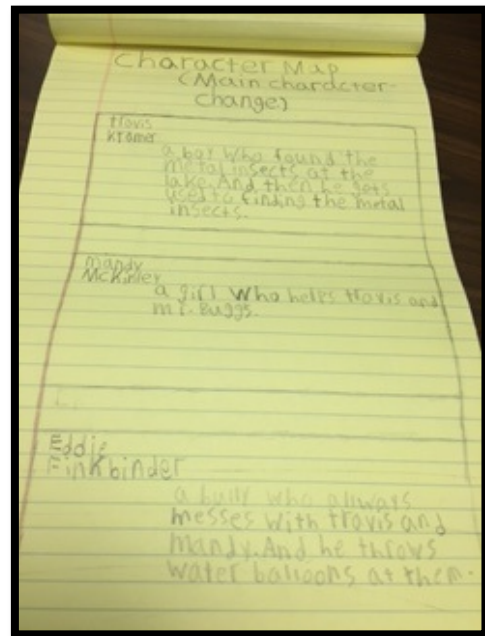 Character Map
(Main character-
change)
travis
Kramer
a boy who found the
metal insects at the
lake. And then he gets
used to finding the metal
insects.
mandy
McKinley
a girl who helps travis and
mr. Buggs.
Eddie
Finkbinder
a bully who allways
messes with travis and
mandy. And he throws
water balloons at them.